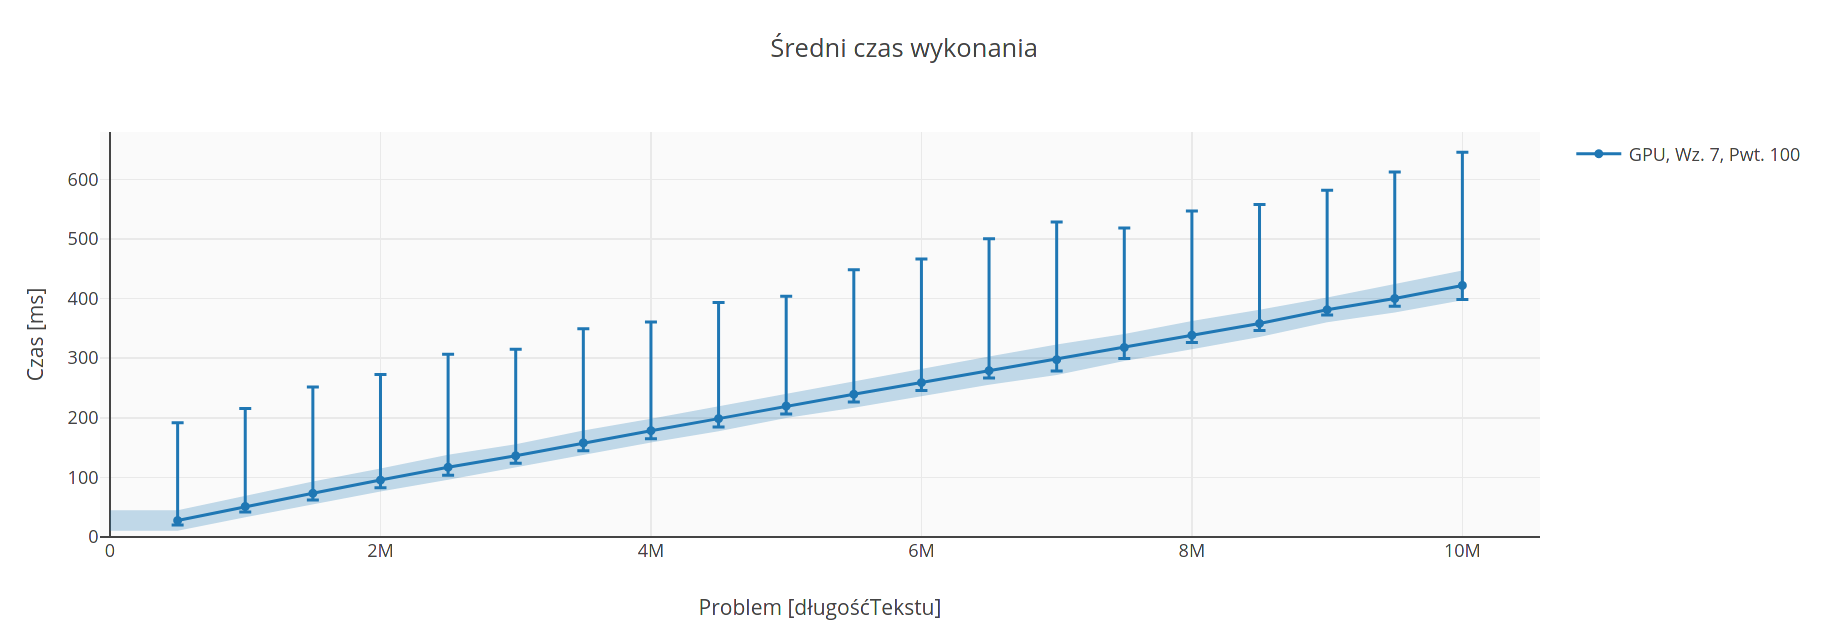 Średni czas wykonania
GPU, Wz. 7, Pwt. 100
Czas [ms]
600
500
400
300
200
100
0
0 2M 4M 6M 8M 10M
Problem [długośćTekstu]